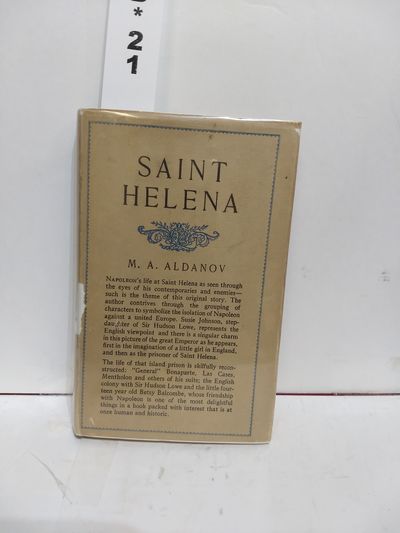 *
21
SAINT
HELENA
M. A. ALDANOV
NAPOLEON'S life at Saint Helena as seen through
the eyes of his contemporaries and enemies—
such is the theme of this original story. The
author contrives through the grouping of
characters to symbolize the isolation of Napoleon
against a united Europe. Susie Johnson, step-
daughter of Sir Hudson Lowe, represents the
English viewpoint and there is a singular charm
in this picture of the great Emperor as he appears,
first in the imagination of a little girl in England,
and then as the prisoner of Saint Helena.
The life of that island prison is skilfully recon-
structed: "General" Bonaparte, Las Cases,
Montholon and others of his suite; the English
colony with Sir Hudson Lowe and the little four-
teen year old Betsy Balcombe, whose friendship
with Napoleon is one of the most delightful
things in a book packed with interest that is at
once human and historic.